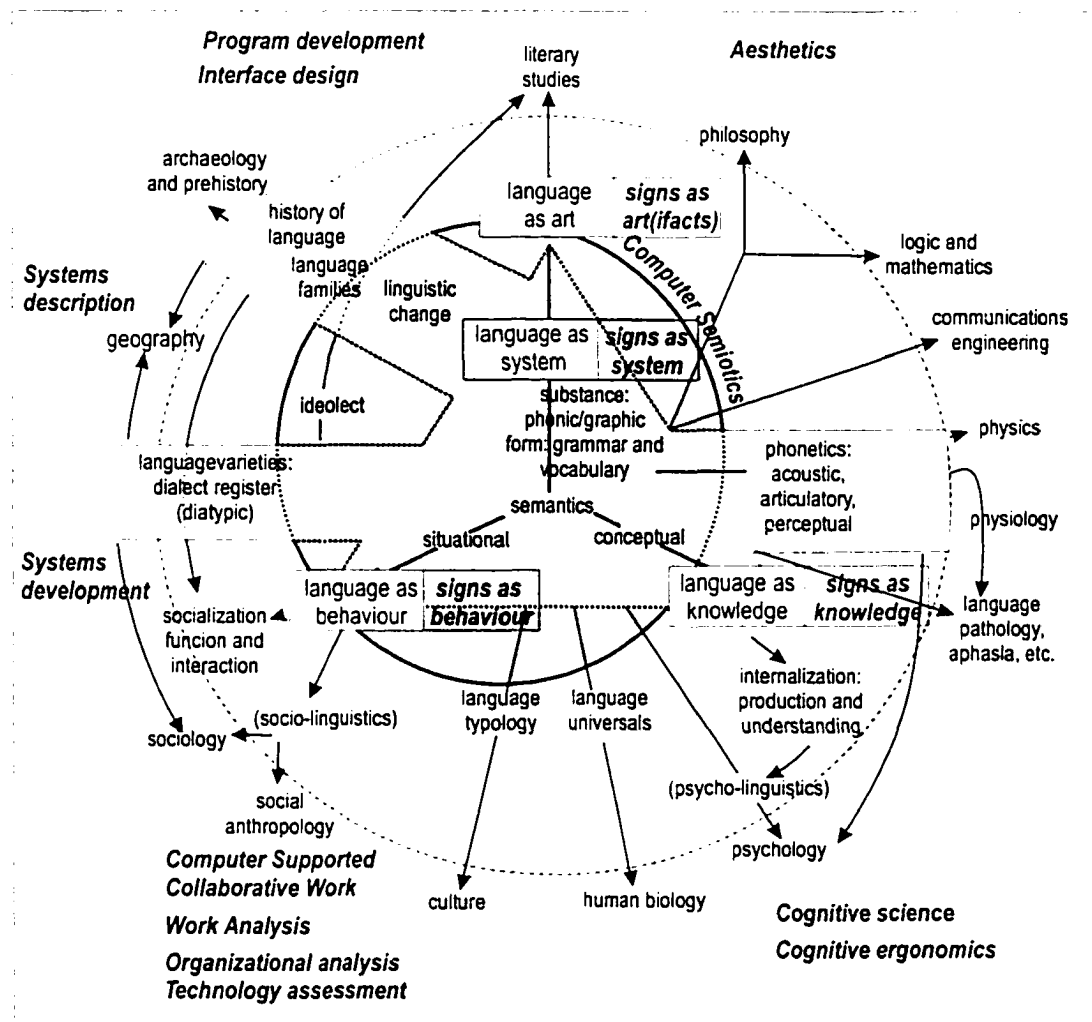 Program development
Interface design
literary
studies
Aesthetics
philosophy
archaeology
and prehistory
language
as art
signs as
art(ifacts)
history of
language
language
families
linguistic
change
Computer Semiotics
logic and
mathematics
Systems
description
geography
language as
system
signs as
system
communications
engineering
ideolect
substance:
phonic/graphic
form: grammar and
vocabulary
physics
languagevarieties:
dialect register
(diatypic)
phonetics:
acoustic,
articulatory,
perceptual
semantics
situational
conceptual
physiology
Systems
development
language as
behaviour
signs as
behaviour
language as
knowledge
signs as
knowledge
socialization
funcion and
interaction
language
pathology,
aphasia, etc.
internalization:
production and
understanding
language
typology
language
universals
(socio-linguistics)
sociology
(psycho-linguistics)
social
anthropology
psychology
Computer Supported
Collaborative Work
culture
human biology
Work Analysis
Cognitive science
Cognitive ergonomics
Organizational analysis
Technology assessment